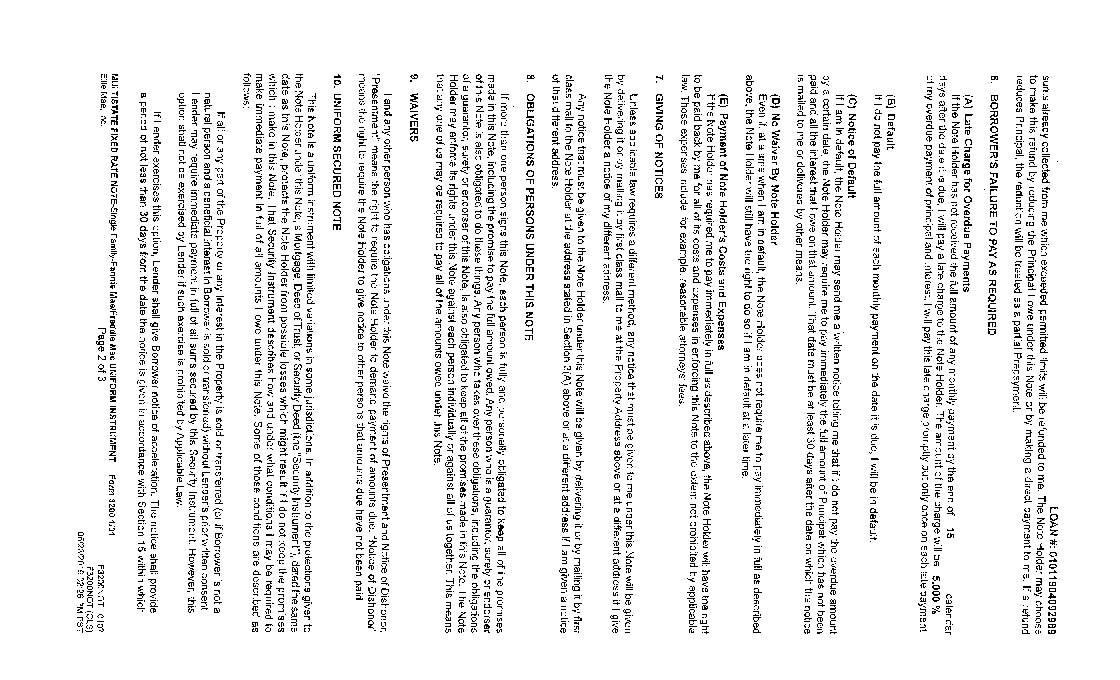 LOAN #: 010119040929B9
sums already collected from me which exceeded permitted limits will be refunded to me. The Note Holder may choose
to make this refund by reducing the Principal I owe under this Note or by making a direct payment to me. If a refund
reduces Principal, the reduction will be treated as a partial Prepayment.
6. BORROWER'S FAILURE TO PAY AS REQUIRED
(A) Late Charge for Overdue Payments
If the Note Holder has not received the full amount of any monthly payment by the end of 15 calendar
days after the date it is due, I will pay a late charge to the Note Holder. The amount of the charge will be 5.000 %
of my overdue payment of principal and interest. I will pay this late charge promptly but only once on each late payment.
(B) Default
If I do not pay the full amount of each monthly payment on the date it is due, I will be in default.
(C) Notice of Default
If I am in default, the Note Holder may send me a written notice telling me that if I do not pay the overdue amount
by a certain date, the Note Holder may require me to pay immediately the full amount of Principal which has not been
paid and all the interest that I owe on that amount. That date must be at least 30 days after the date on which the notice
is mailed to me or delivered by other means.
(D) No Waiver By Note Holder
Even if, at a time when I am in default, the Note Holder does not require me to pay immediately in full as described
above, the Note Holder will still have the right to do so if I am in default at a later time.
(E) Payment of Note Holder's Costs and Expenses
If the Note Holder has required me to pay immediately in full as described above, the Note Holder will have the right
to be paid back by me for all of its costs and expenses in enforcing this Note to the extent not prohibited by applicable
law. Those expenses include, for example, reasonable attorneys' fees.
7. GIVING OF NOTICES
Unless applicable law requires a different method, any notice that must be given to me under this Note will be given
by delivering it or by mailing it by first class mail to me at the Property Address above or at a different address if I give
the Note Holder a notice of my different address.
Any notice that must be given to the Note Holder under this Note will be given by delivering it or by mailing it by first
class mail to the Note Holder at the address stated in Section 3(A) above or at a different address if I am given a notice
of that different address.
8. OBLIGATIONS OF PERSONS UNDER THIS NOTE
If more than one person signs this Note, each person is fully and personally obligated to keep all of the promises
made in this Note, including the promise to pay the full amount owed. Any person who is a guarantor, surety or endorser
of this Note is also obligated to do these things. Any person who takes over these obligations, including the obligations
of a guarantor, surety or endorser of this Note, is also obligated to keep all of the promises made in this Note. The Note
Holder may enforce its rights under this Note against each person individually or against all of us together. This means
that any one of us may be required to pay all of the amounts owed under this Note.
9. WAIVERS
I and any other person who has obligations under this Note waive the rights of Presentment and Notice of Dishonor.
"Presentment" means the right to require the Note Holder to demand payment of amounts due. "Notice of Dishonor"
means the right to require the Note Holder to give notice to other persons that amounts due have not been paid.
10. UNIFORM SECURED NOTE
This Note is a uniform instrument with limited variations in some jurisdictions. In addition to the protections given to
the Note Holder under this Note, a Mortgage, Deed of Trust, or Security Deed (the "Security Instrument"), dated the same
date as this Note, protects the Note Holder from possible losses which might result if I do not keep the promises
which I make in this Note. That Security Instrument describes how and under what conditions I may be required to
make immediate payment in full of all amounts I owe under this Note. Some of those conditions are described as
follows:
If all or any part of the Property or any Interest in the Property is sold or transferred (or if Borrower is not a
natural person and a beneficial interest in Borrower is sold or transferred) without Lender's prior written consent
Lender may require immediate payment in full of all sums secured by this Security Instrument. However, this
option shall not be exercised by Lender if such exercise is prohibited by Applicable Law.
If Lender exercises this option, Lender shall give Borrower notice of acceleration. The notice shall provide
a period of not less than 30 days from the date the notice is given in accordance with Section 15 within which
MULTISTATE FIXED RATE NOTE-Single Family-Fannie Mae/Freddie Mac UNIFORM INSTRUMENT Form 3200 1/01
Ellie Mae, Inc. Page 2 of 3
F3200NOT
F3200NOT (CLS)
PST